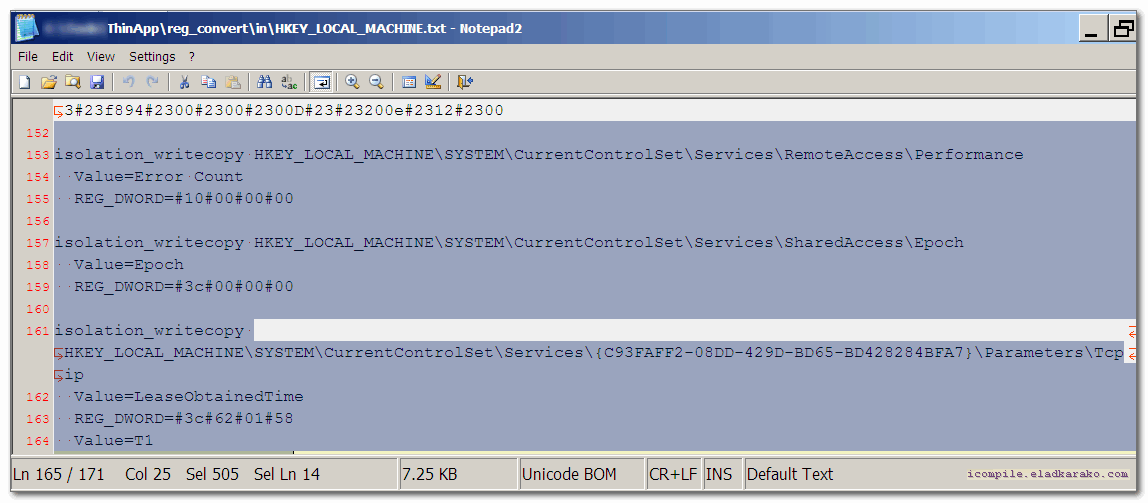 ThinApp\reg_convert\in\HKEY_LOCAL_MACHINE.txt - Notepad2
File Edit View Settings ?
3#23f894#2300#2300#2300D#23#23200e#2312#2300
152
153 isolation_writecopy HKEY_LOCAL_MACHINE\SYSTEM\CurrentControlSet\Services\RemoteAccess\Performance
154 Value=Error Count
155 REG_DWORD=#10#00#00#00
156
157 isolation_writecopy HKEY_LOCAL_MACHINE\SYSTEM\CurrentControlSet\Services\SharedAccess\Epoch
158 Value=Epoch
159 REG_DWORD=#3c#00#00#00
160
161 isolation_writecopy
HKEY_LOCAL_MACHINE\SYSTEM\CurrentControlSet\Services\{C93FAFF2-08DD-429D-BD65-BD428284BFA7}\Parameters\Tcp
ip
162 Value=LeaseObtainedTime
163 REG_DWORD=#3c#62#01#58
164 Value=T1
Ln 165 / 171 Col 25 Sel 505 Sel Ln 14 7.25 KB Unicode BOM CR+LF INS Default Text icompile.eladkarako.com